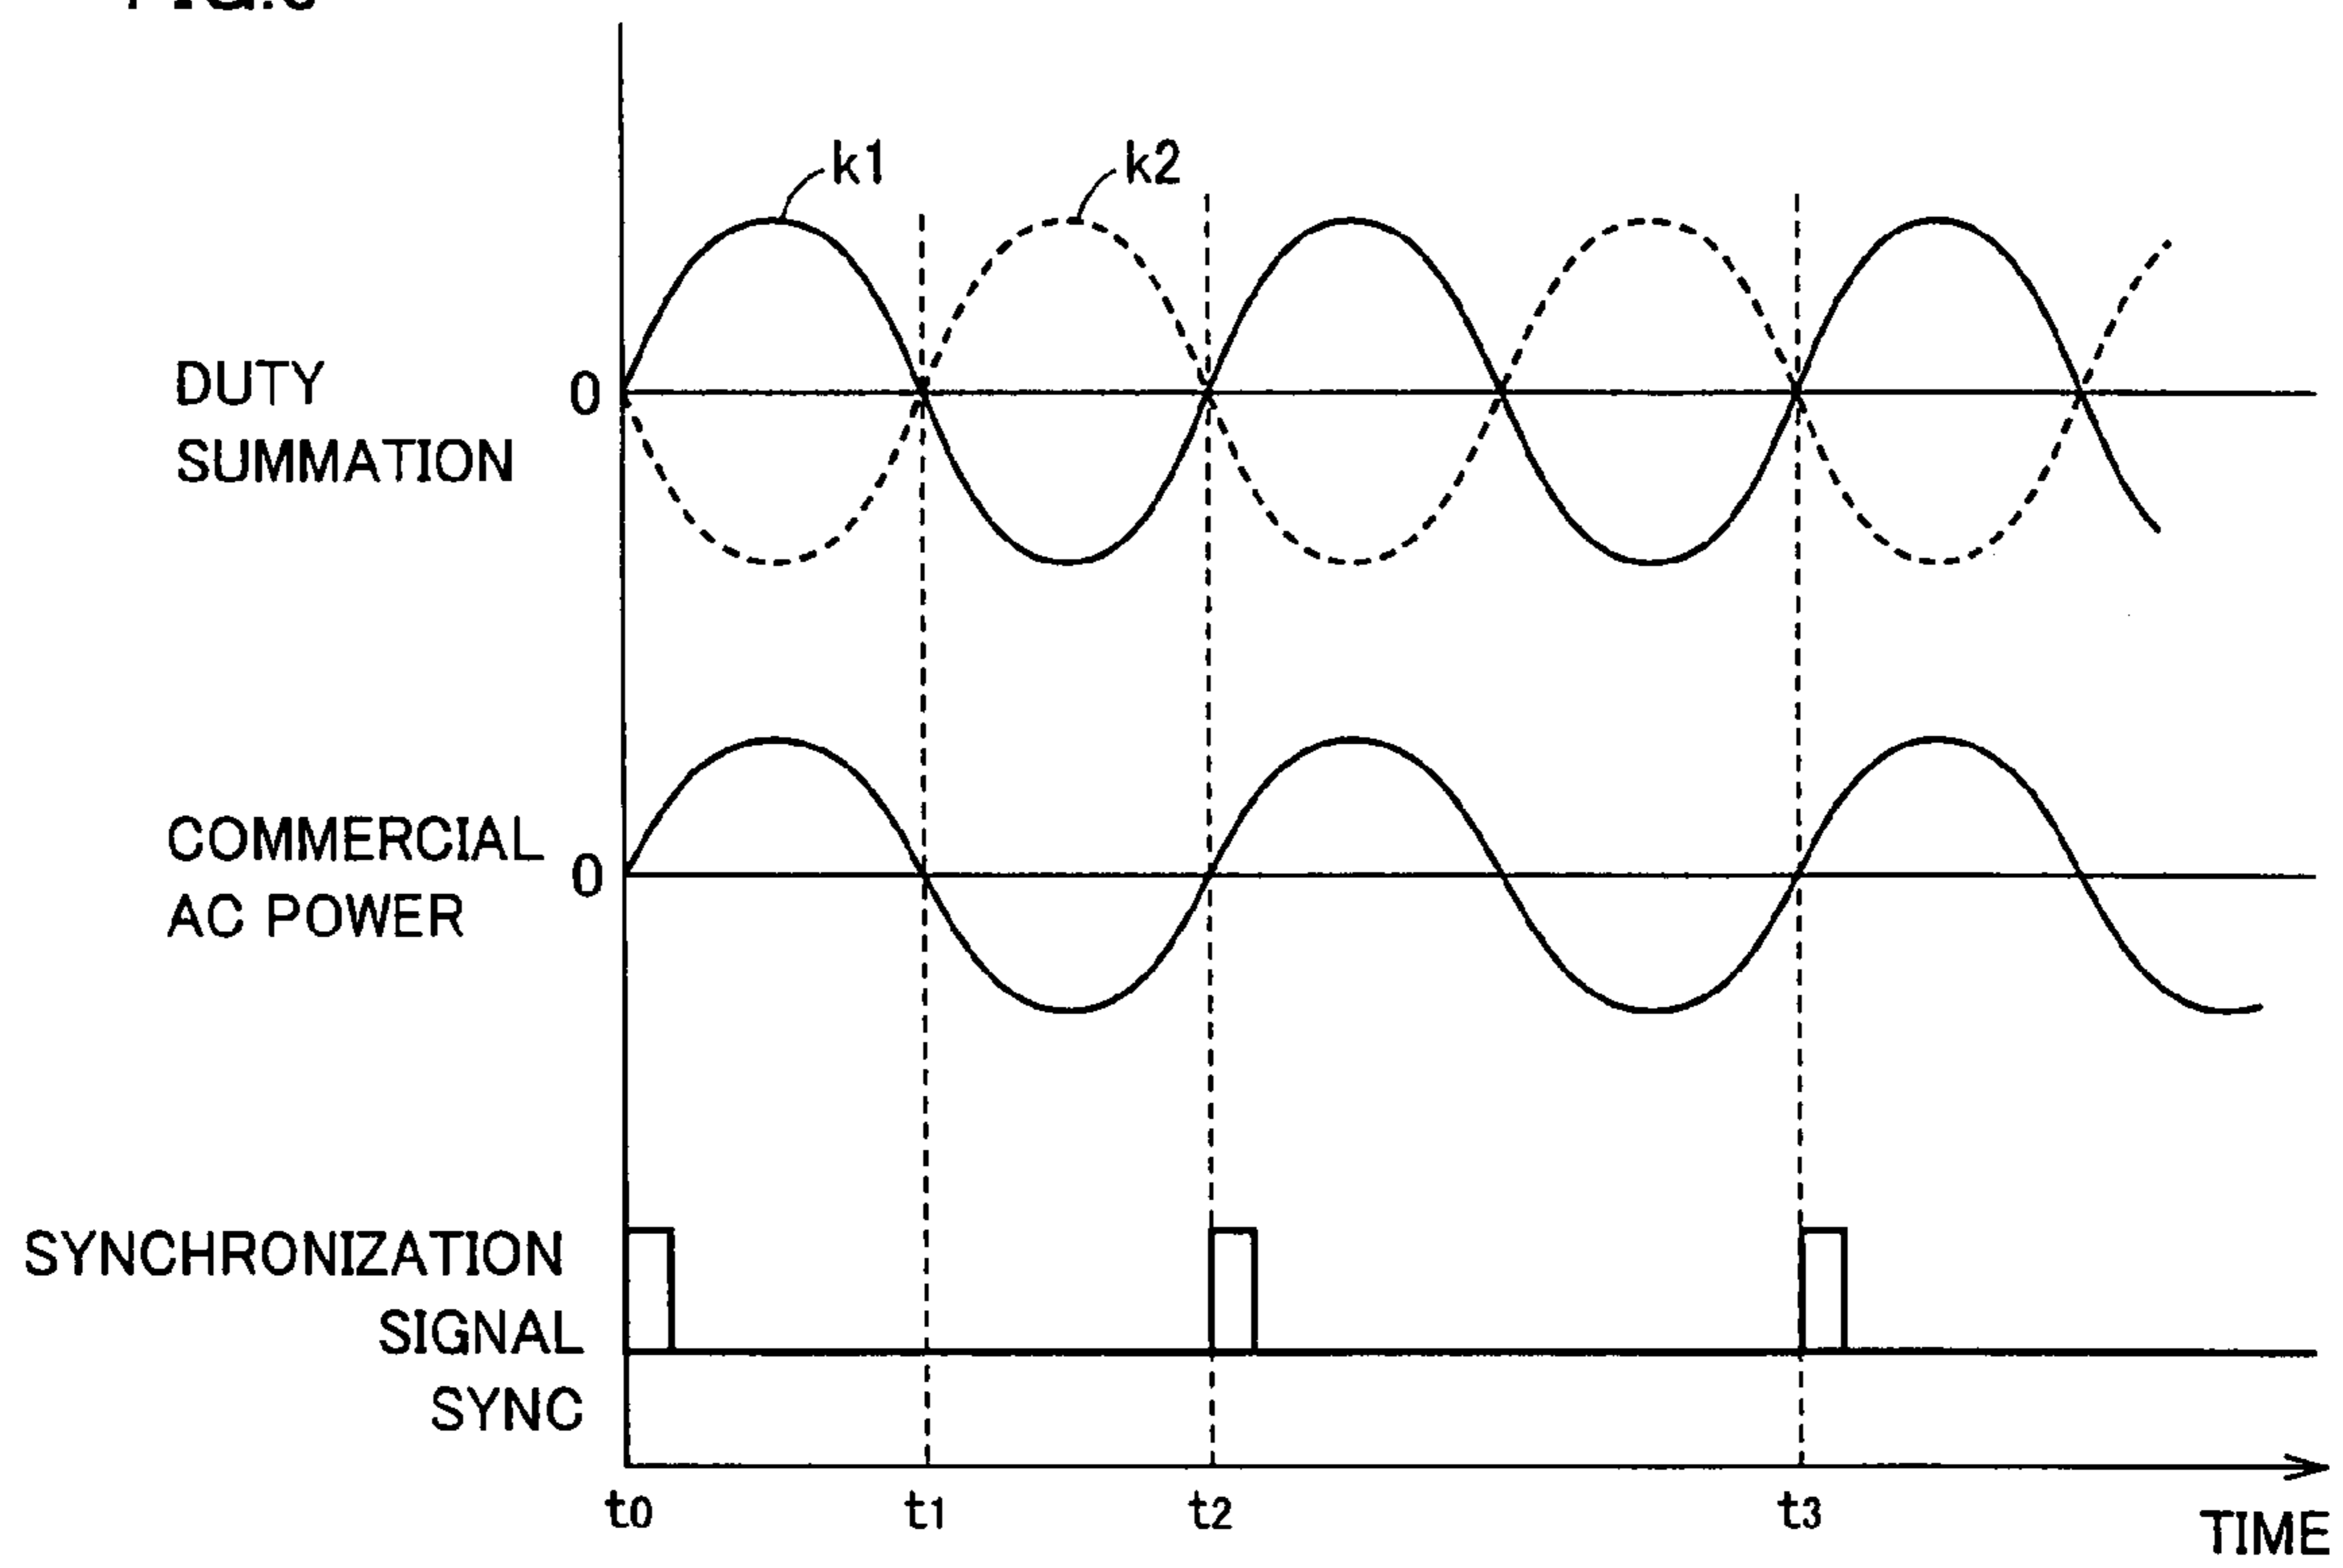 k1
k2
DUTY
SUMMATION
0
COMMERCIAL
AC POWER
0
SYNCHRONIZATION
SIGNAL
SYNC
t0
t1
t2
t3
TIME